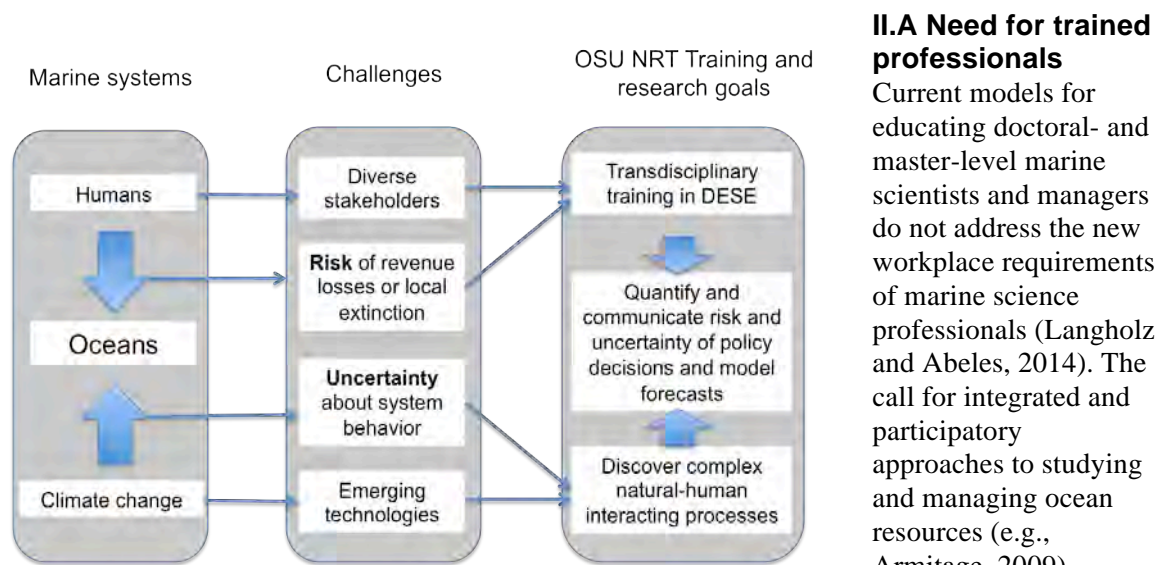 Marine systems
Humans
Oceans
Climate change
Challenges
Diverse
stakeholders
Risk of revenue
losses or local
extinction
Uncertainty
about system
behavior
Emerging
technologies
OSU NRT Training and
research goals
Transdisciplinary
training in DESE
Quantify and
communicate risk and
uncertainty of policy
decisions and model
forecasts
Discover complex
natural-human
interacting processes
II.A Need for trained
professionals
Current models for
educating doctoral- and
master-level marine
scientists and managers
do not address the new
workplace requirements
of marine science
professionals (Langholz
and Abeles, 2014). The
call for integrated and
participatory
approaches to studying
and managing ocean
resources (e.g.,
Armitage, 2009)